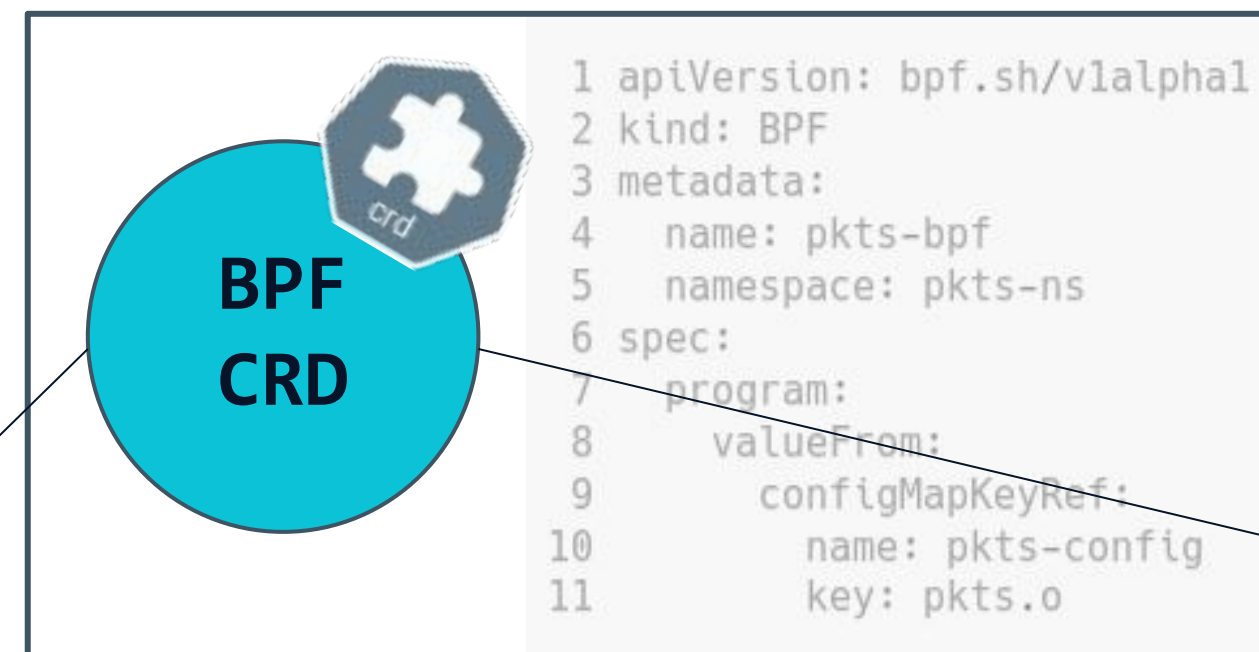 BPF
CRD
crd
1 apiVersion: bpf.sh/v1alpha1
2 kind: BPF
3 metadata:
4   name: pkts-bpf
5   namespace: pkts-ns
6 spec:
7   program:
8     valueFrom:
9       configMapKeyRef:
10         name: pkts-config
11         key: pkts.o